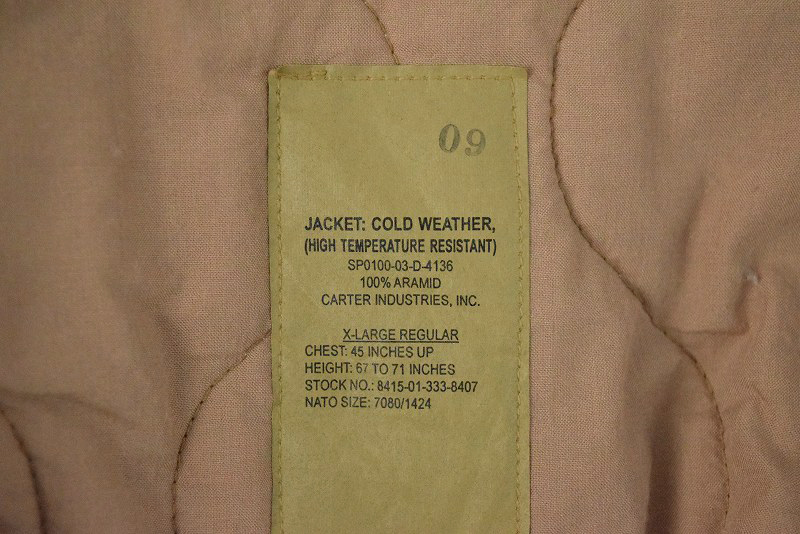 09
JACKET: COLD WEATHER,
(HIGH TEMPERATURE RESISTANT)
SP0100-03-D-4136
100% ARAMID
CARTER INDUSTRIES, INC.
X-LARGE REGULAR
CHEST: 45 INCHES UP
HEIGHT: 67 TO 71 INCHES
STOCK NO.: 8415-01-333-8407
NATO SIZE: 7080/1424